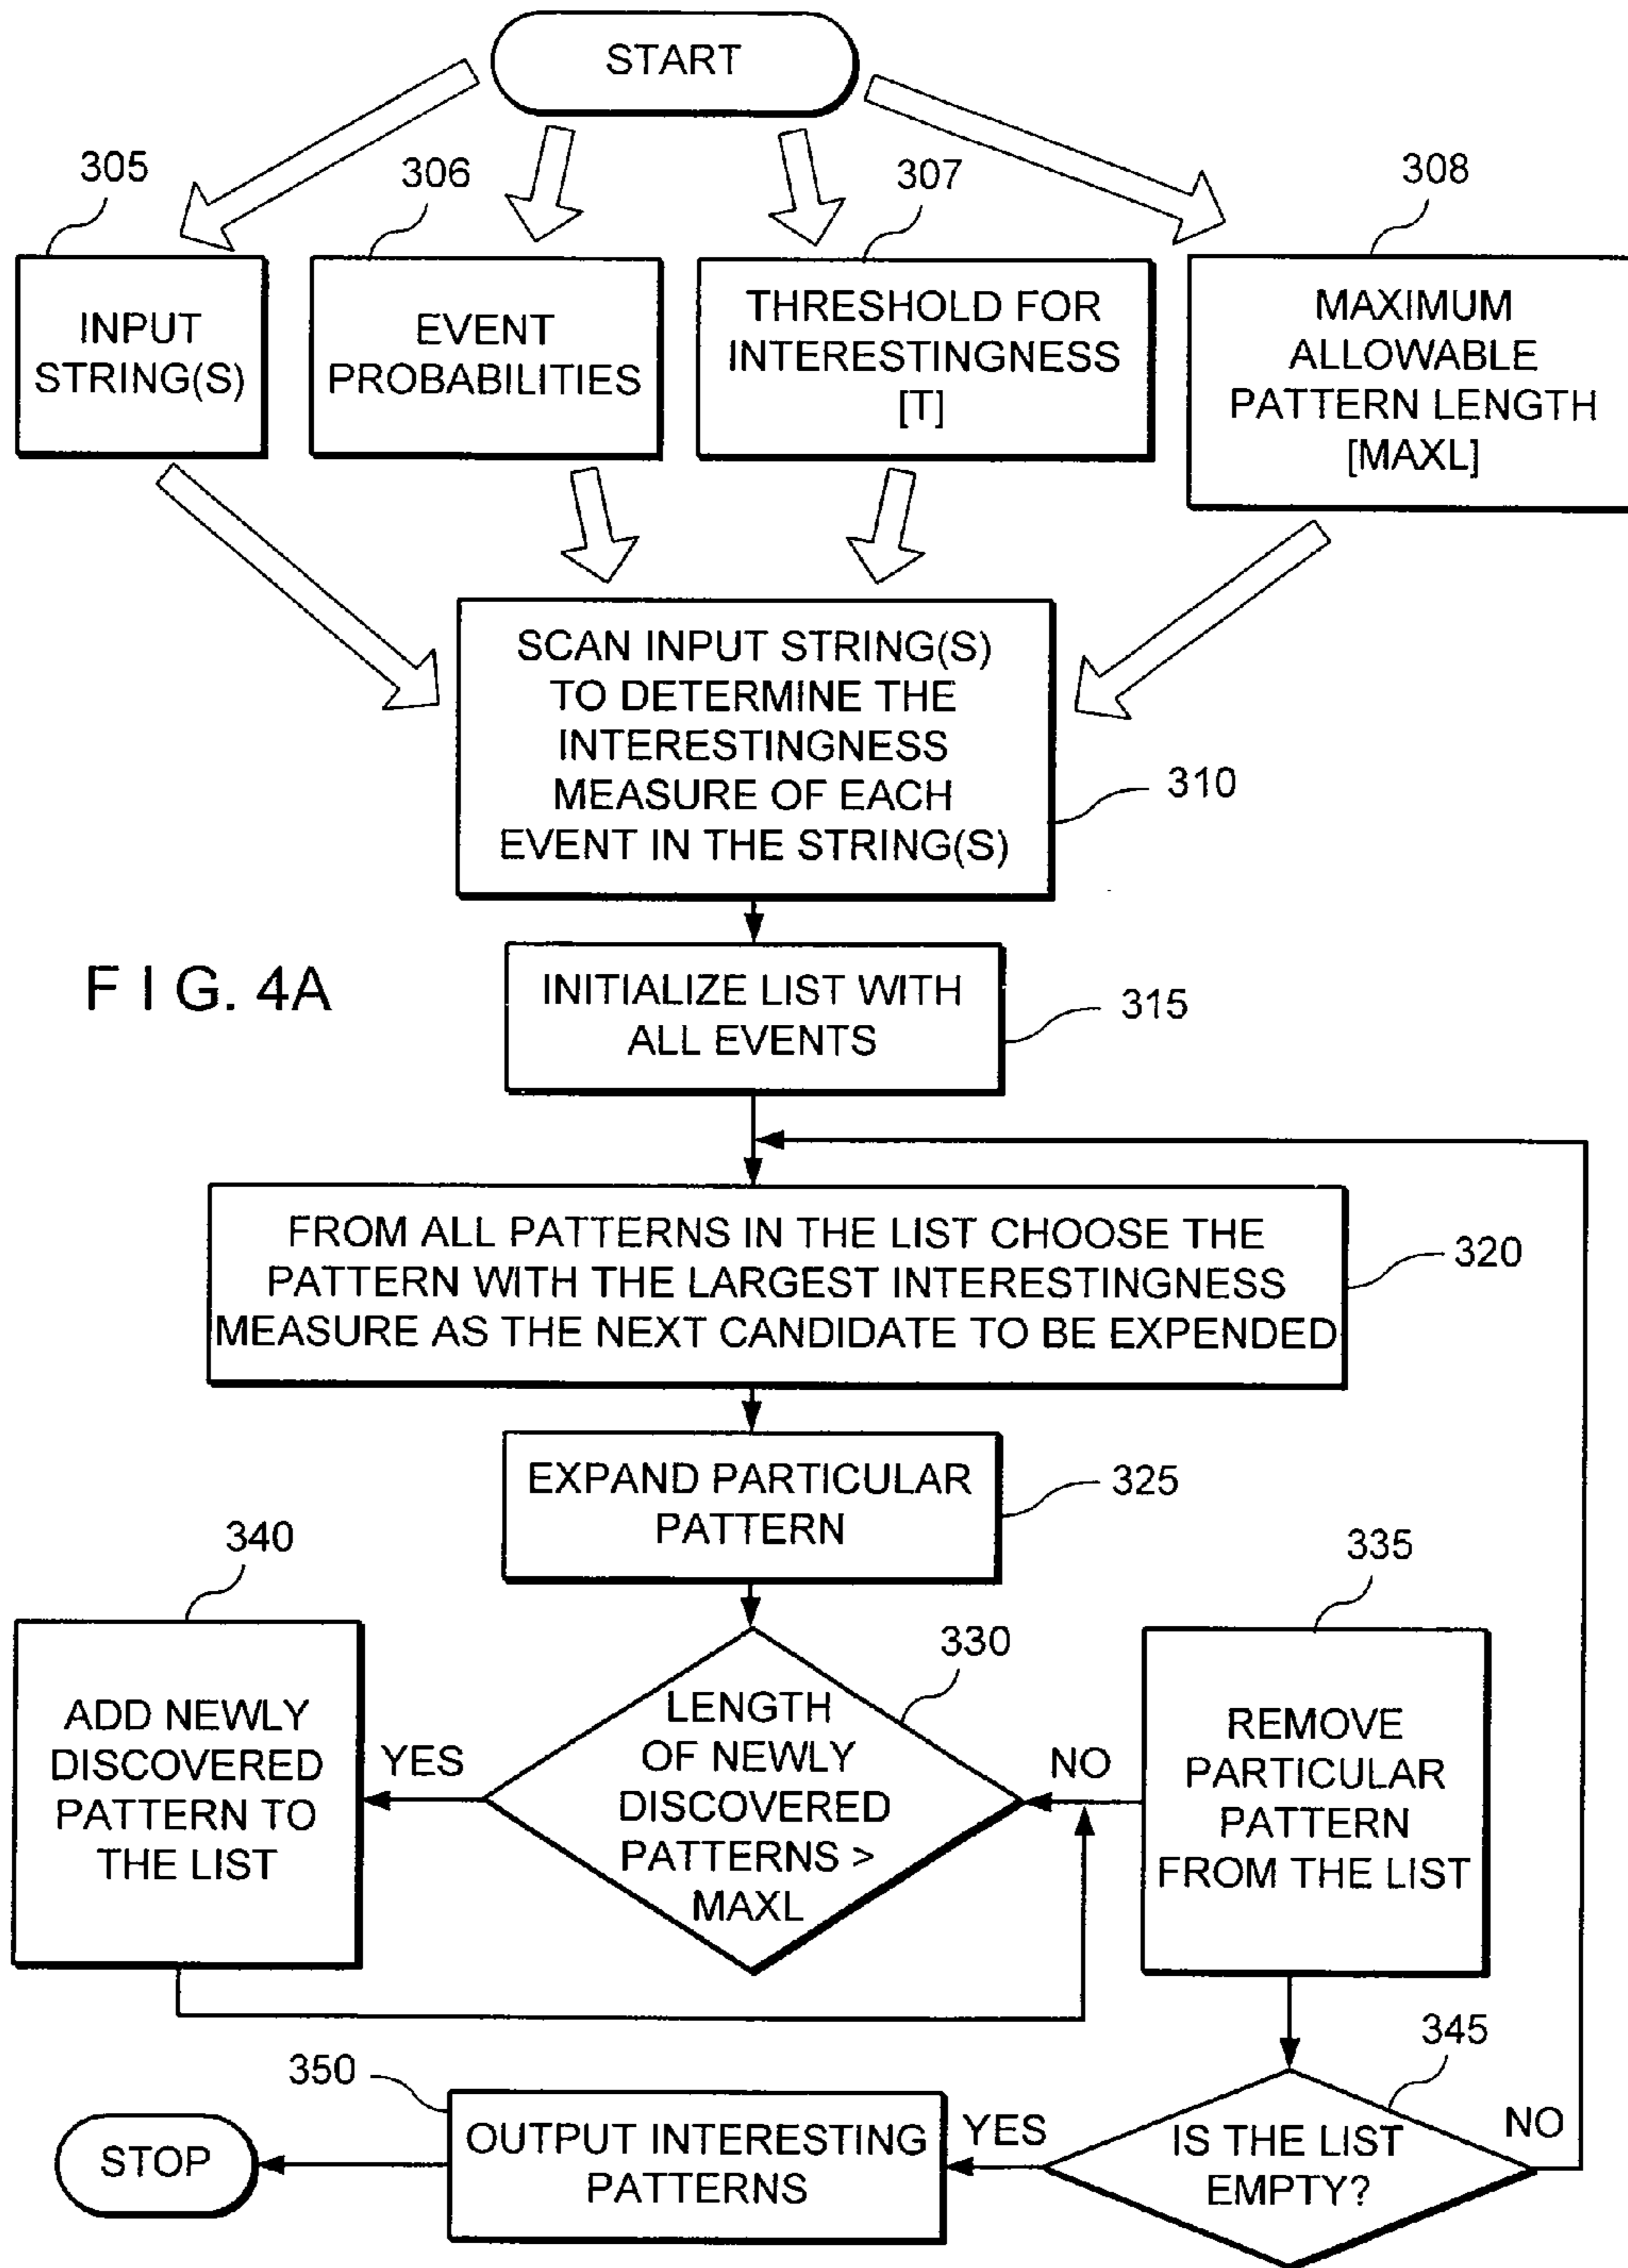 START
305
306
307
308
INPUT
STRING(S)
EVENT
PROBABILITIES
THRESHOLD FOR
INTERESTINGNESS
[T]
MAXIMUM
ALLOWABLE
PATTERN LENGTH
[MAXL]
SCAN INPUT STRING(S)
TO DETERMINE THE
INTERESTINGNESS
MEASURE OF EACH
EVENT IN THE STRING(S)
310
FIG. 4A
INITIALIZE LIST WITH
ALL EVENTS
315
FROM ALL PATTERNS IN THE LIST CHOOSE THE
PATTERN WITH THE LARGEST INTERESTINGNESS
MEASURE AS THE NEXT CANDIDATE TO BE EXPENDED
320
EXPAND PARTICULAR
PATTERN
325
340
335
330
ADD NEWLY
DISCOVERED
PATTERN TO
THE LIST
YES
LENGTH
OF NEWLY
DISCOVERED
PATTERNS >
MAXL
NO
REMOVE
PARTICULAR
PATTERN
FROM THE LIST
345
350
STOP
OUTPUT INTERESTING
PATTERNS
YES
IS THE LIST
EMPTY?
NO